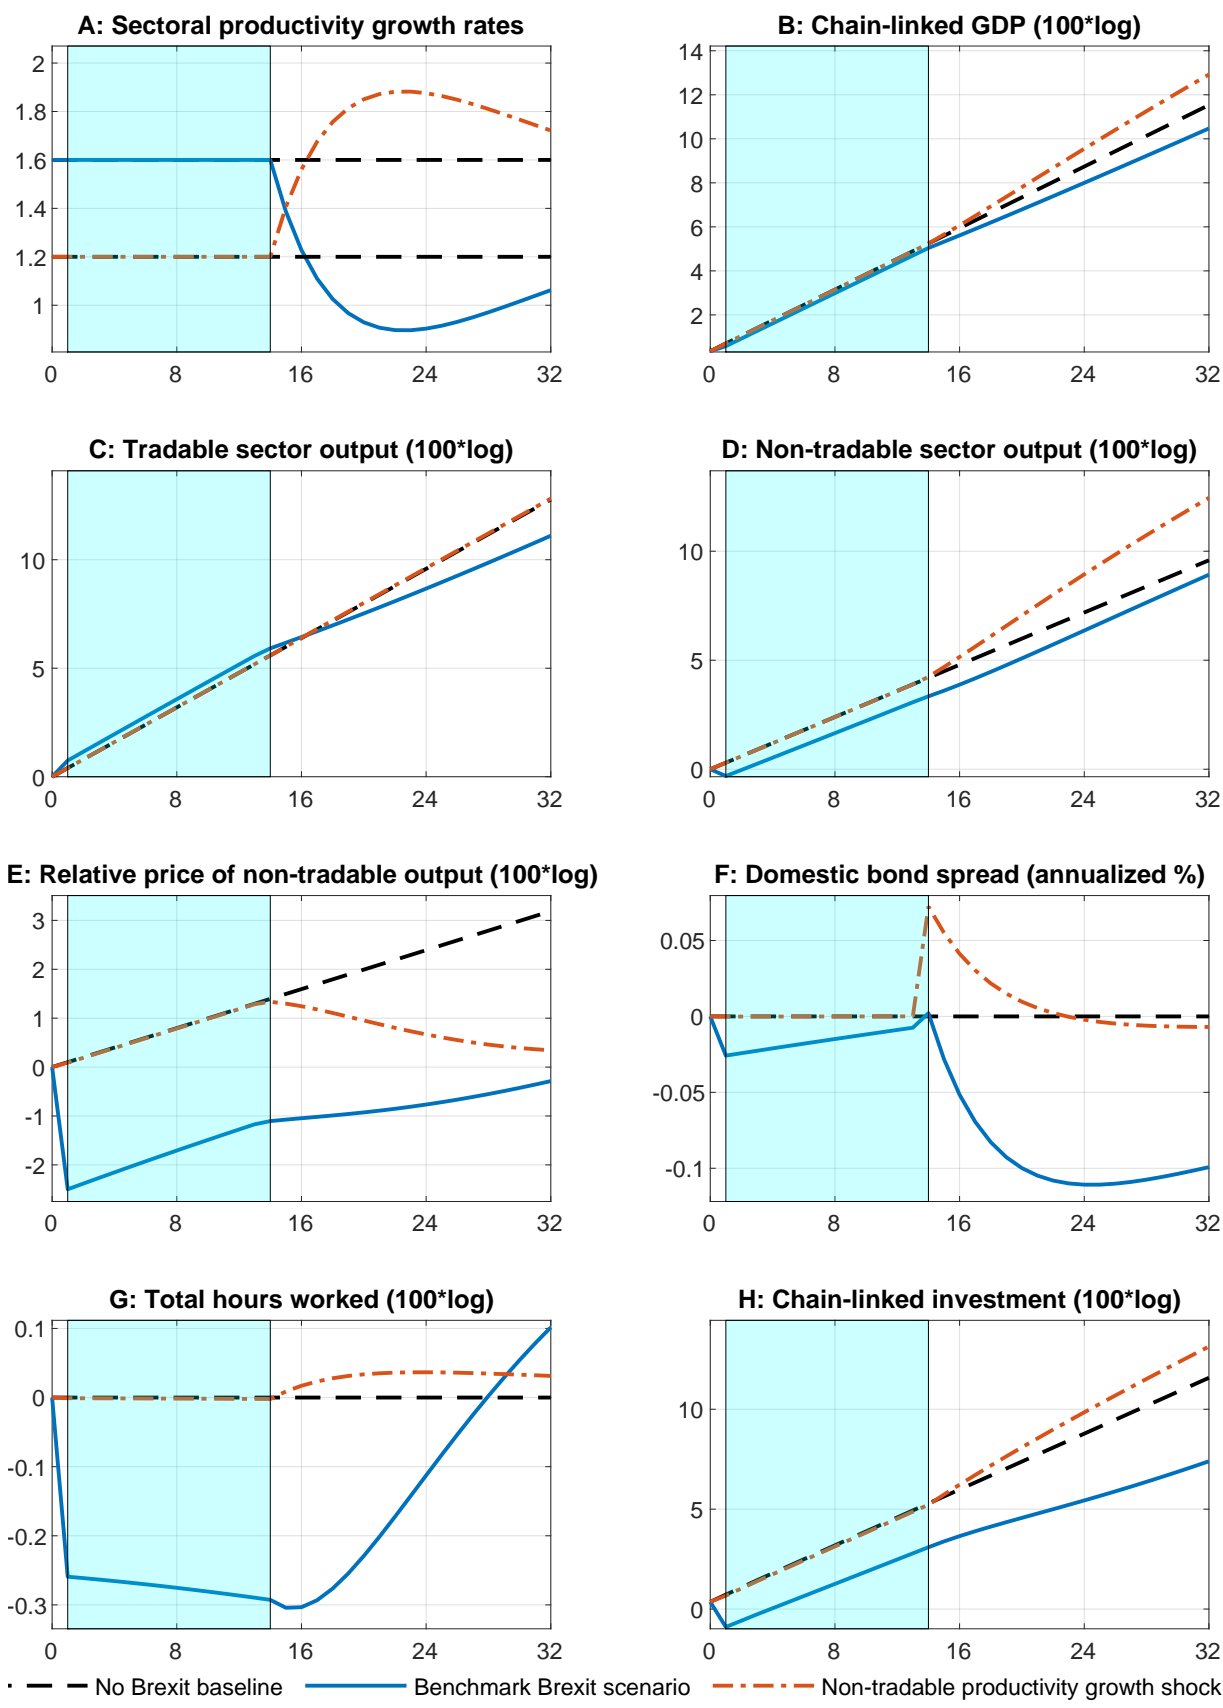 A: Sectoral productivity growth rates
2
1.8
1.6
1.4
1.2
1
0 8 16 24 32
B: Chain-linked GDP (100*log)
14
12
10
8
6
4
2
0 8 16 24 32
C: Tradable sector output (100*log)
10
5
0
0 8 16 24 32
D: Non-tradable sector output (100*log)
10
5
0
0 8 16 24 32
E: Relative price of non-tradable output (100*log)
3
2
1
0
-1
-2
0 8 16 24 32
F: Domestic bond spread (annualized %)
0.05
0
-0.05
-0.1
0 8 16 24 32
G: Total hours worked (100*log)
0.1
0
-0.1
-0.2
-0.3
0 8 16 24 32
H: Chain-linked investment (100*log)
10
5
0
0 8 16 24 32
No Brexit baseline Benchmark Brexit scenario Non-tradable productivity growth shock